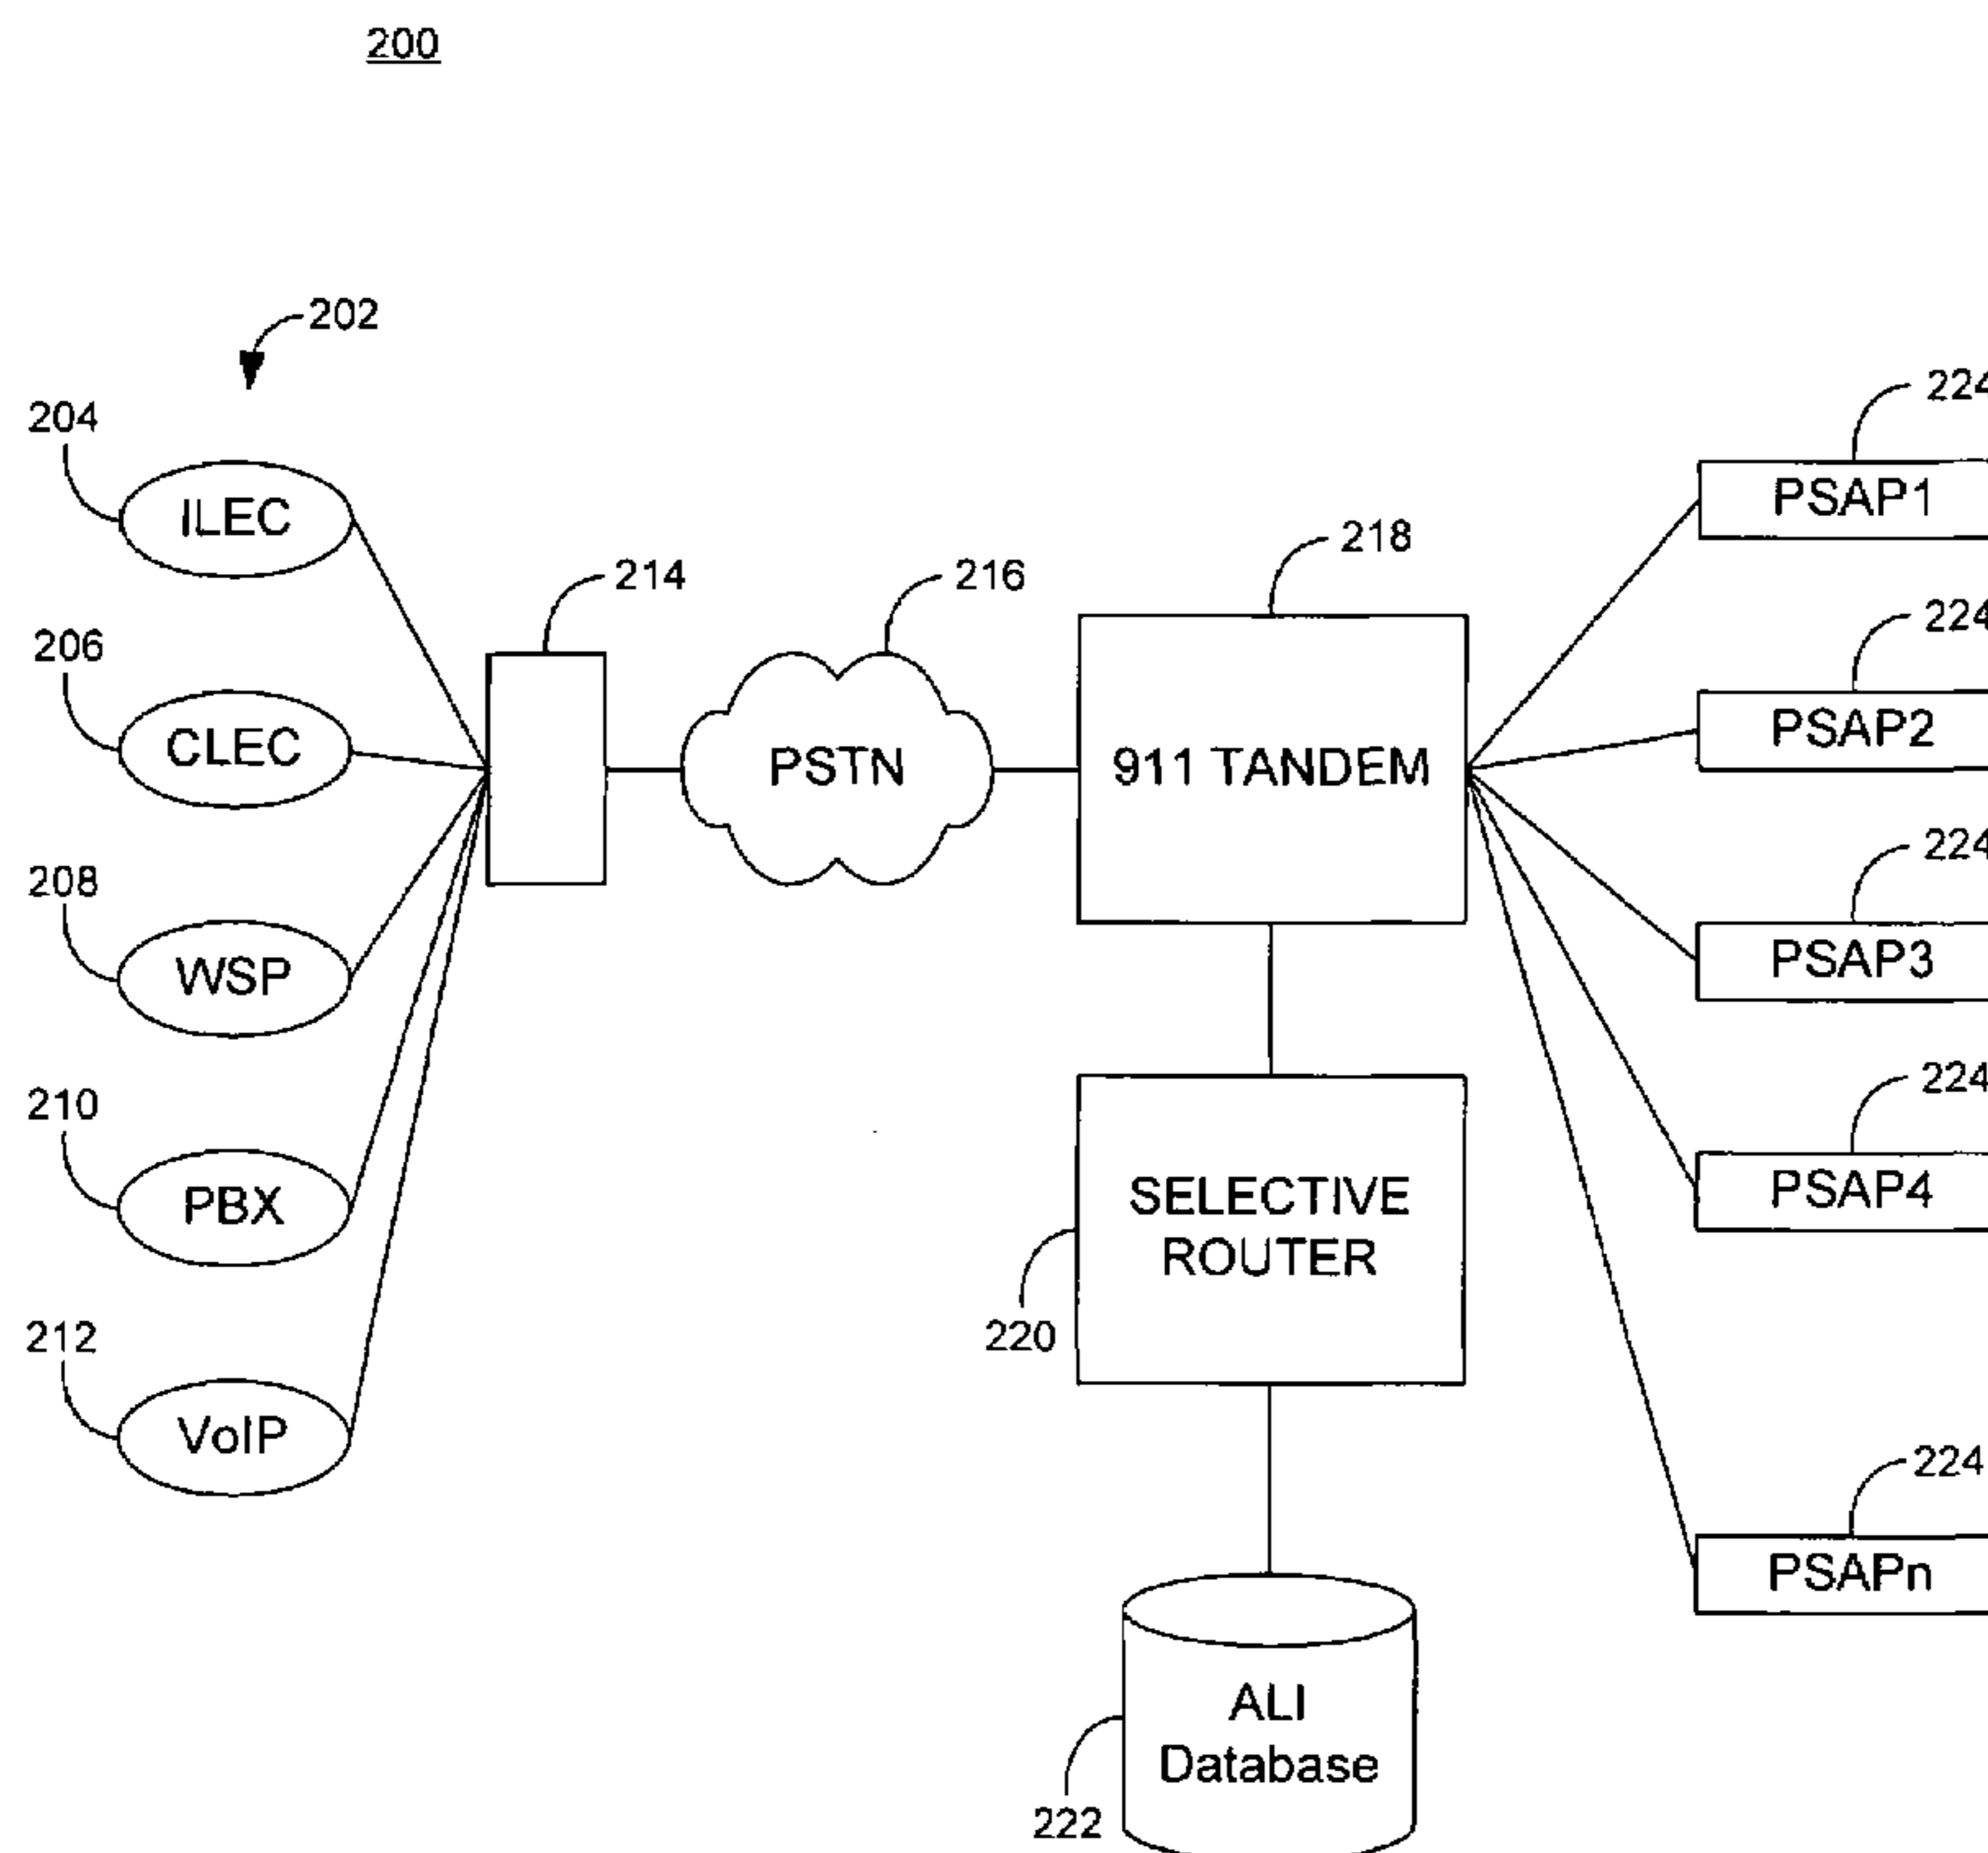 200
202
204
ILEC
206
CLEC
208
WSP
210
PBX
212
VoIP
214
216
PSTN
218
911 TANDEM
SELECTIVE
ROUTER
220
ALI
Database
222
224
PSAP1
224
PSAP2
224
PSAP3
224
PSAP4
224
PSAPn